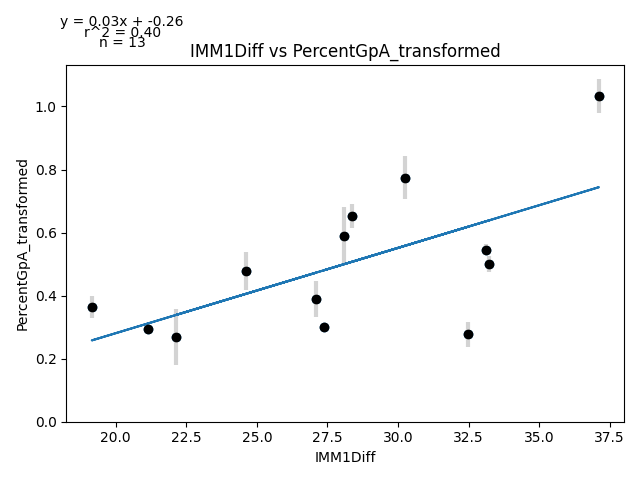 y = 0.03x + -0.26
r^2 = 0.40
n = 13
IMM1Diff vs PercentGpA_transformed
PercentGpA_transformed
1.0
0.8
0.6
0.4
0.2
0.0
20.0 22.5 25.0 27.5 30.0 32.5 35.0 37.5
IMM1Diff